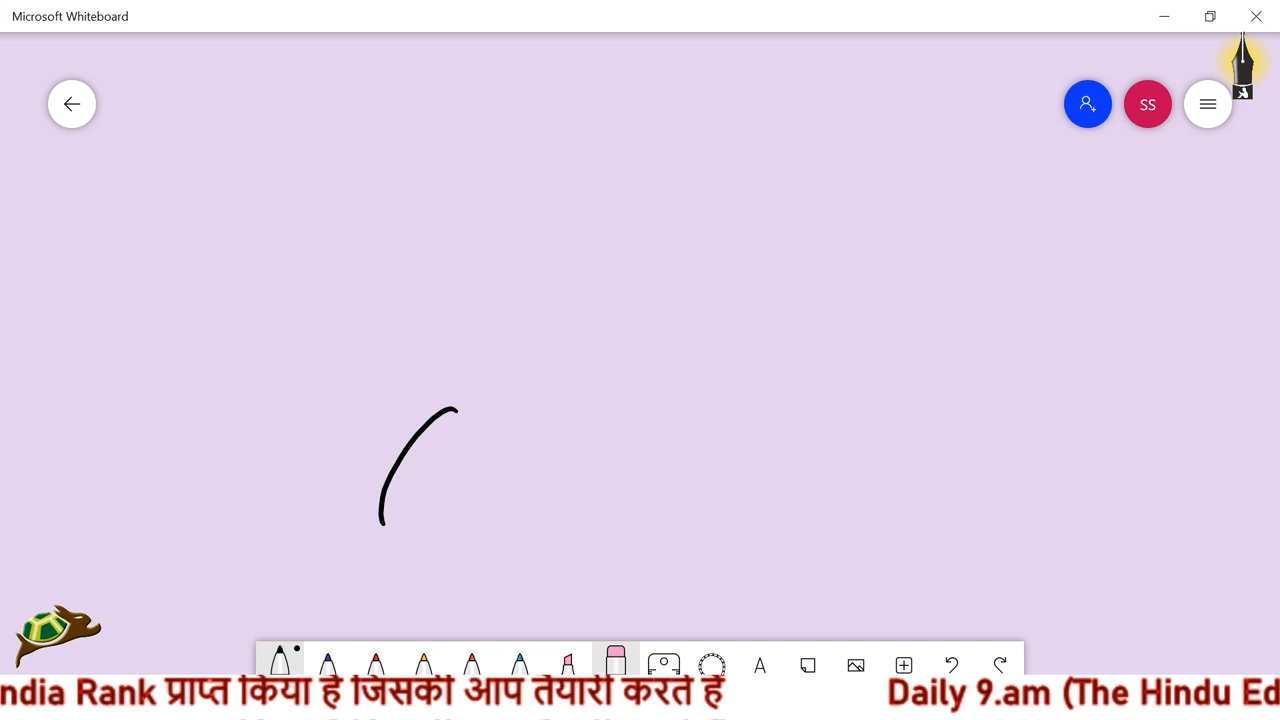 Microsoft Whiteboard
SS
A
ndia Rank प्राप्त किया है जिसकी आप तैयारी करते हैं Daily 9.am (The Hindu Ed